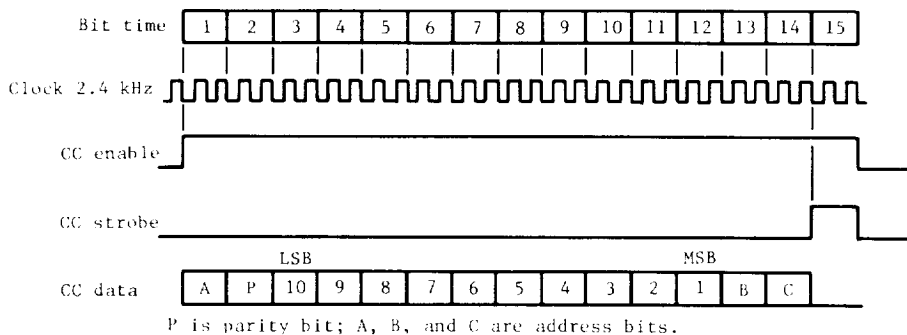 Bit time 1 2 3 4 5 6 7 8 9 10 11 12 13 14 15
Clock 2.4 kHz
CC enable
CC strobe
LSB MSB
CC data A P 10 9 8 7 6 5 4 3 2 1 B C
P is parity bit; A, B, and C are address bits.